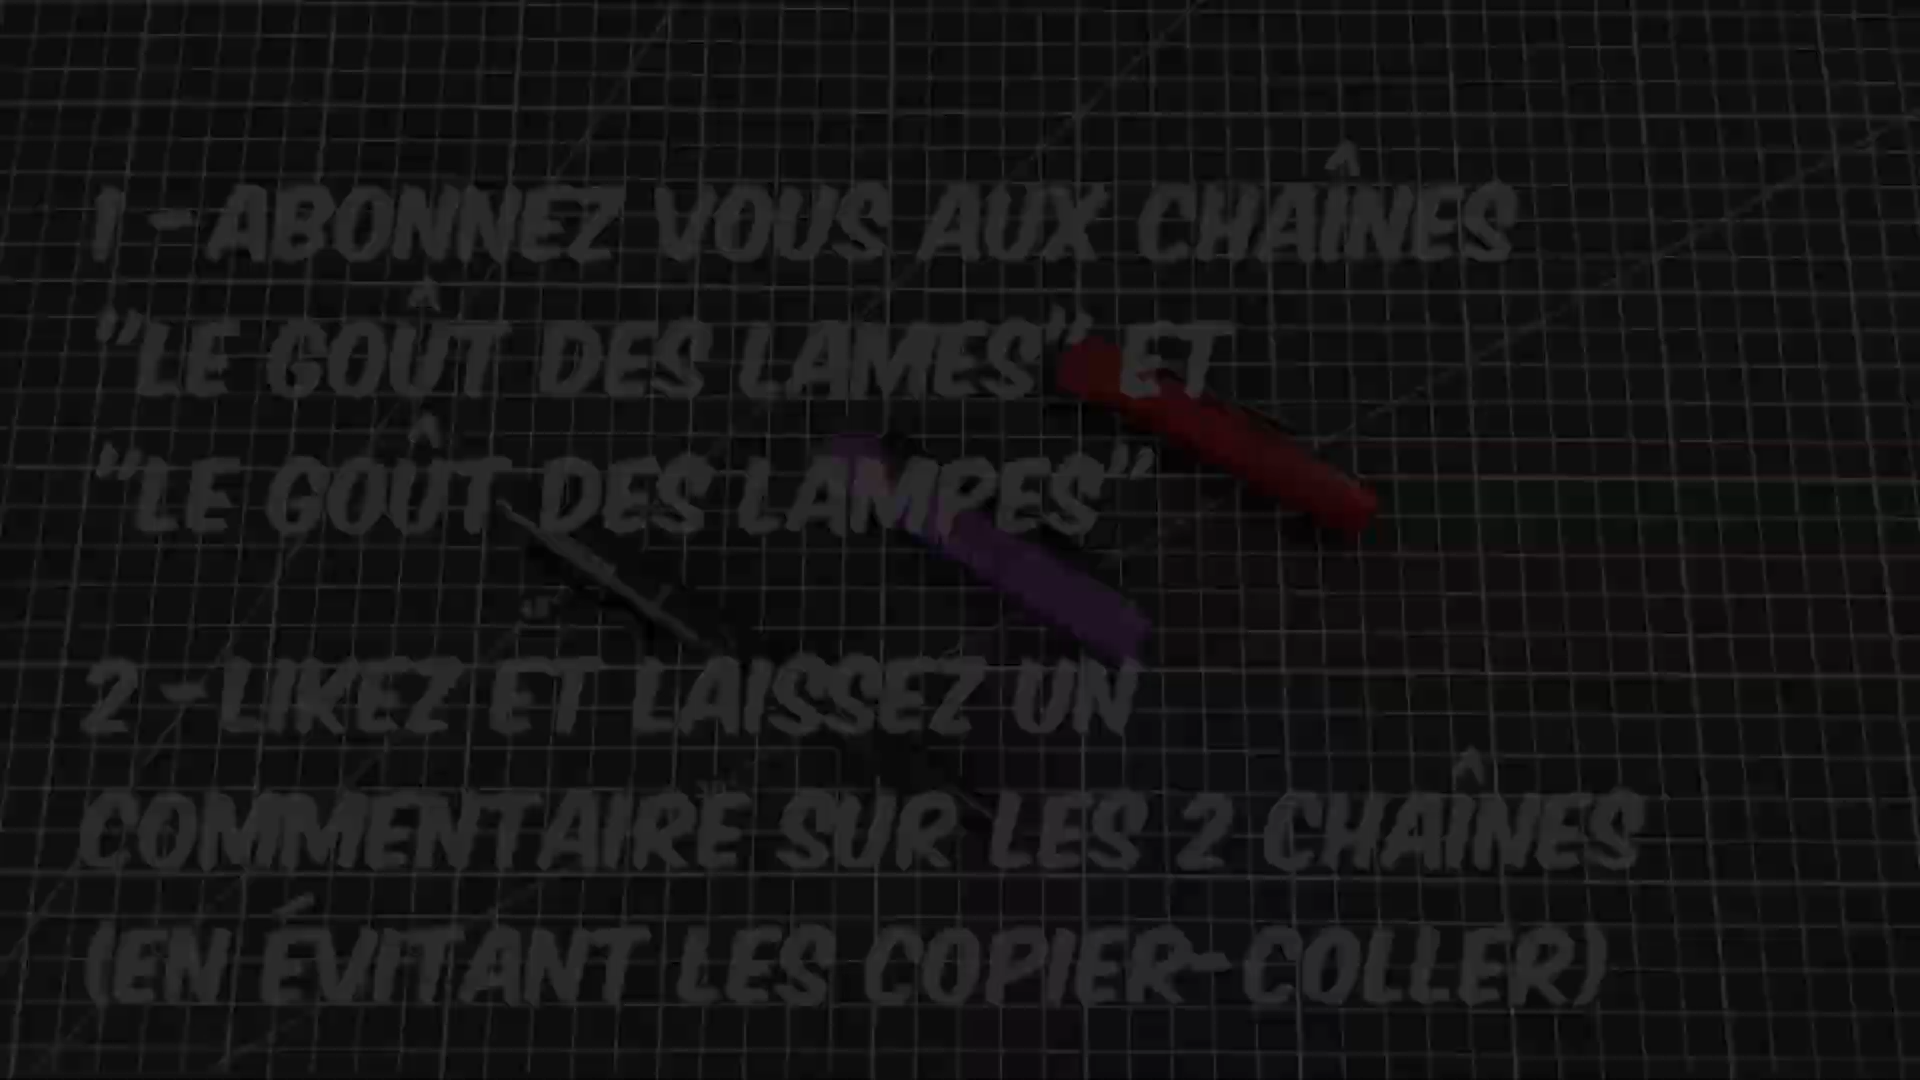 1 - ABONNEZ VOUS AUX CHAÎNES
"LE GOÛT DES LAMES" ET
"LE GOÛT DES LAMPES"
2 - LIKEZ ET LAISSEZ UN
COMMENTAIRE SUR LES 2 CHAÎNES
(EN ÉVITANT LES COPIER-COLLER)